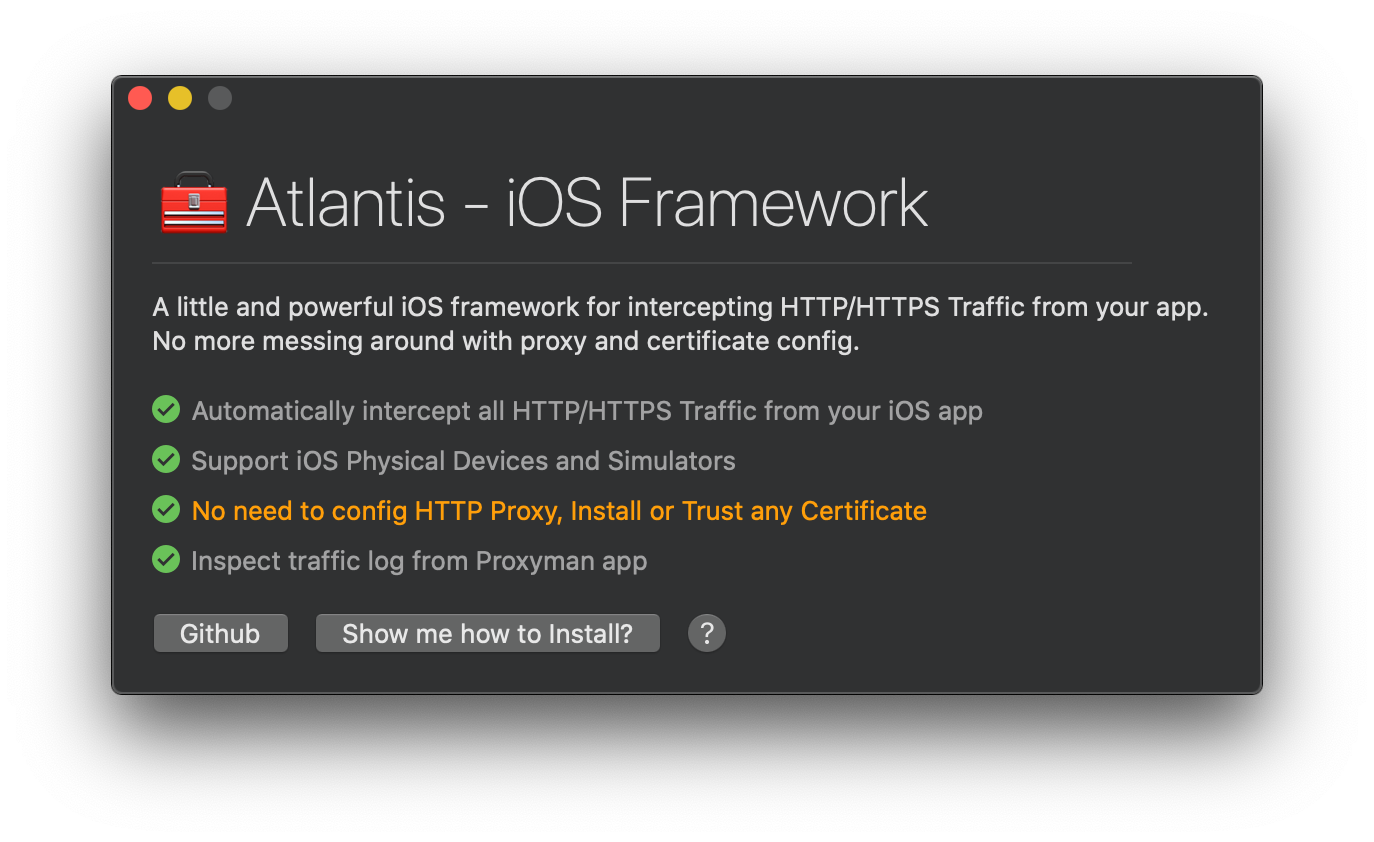 Atlantis - iOS Framework
A little and powerful iOS framework for intercepting HTTP/HTTPS Traffic from your app.
No more messing around with proxy and certificate config.
Automatically intercept all HTTP/HTTPS Traffic from your iOS app
Support iOS Physical Devices and Simulators
No need to config HTTP Proxy, Install or Trust any Certificate
Inspect traffic log from Proxyman app
Github Show me how to Install? ?